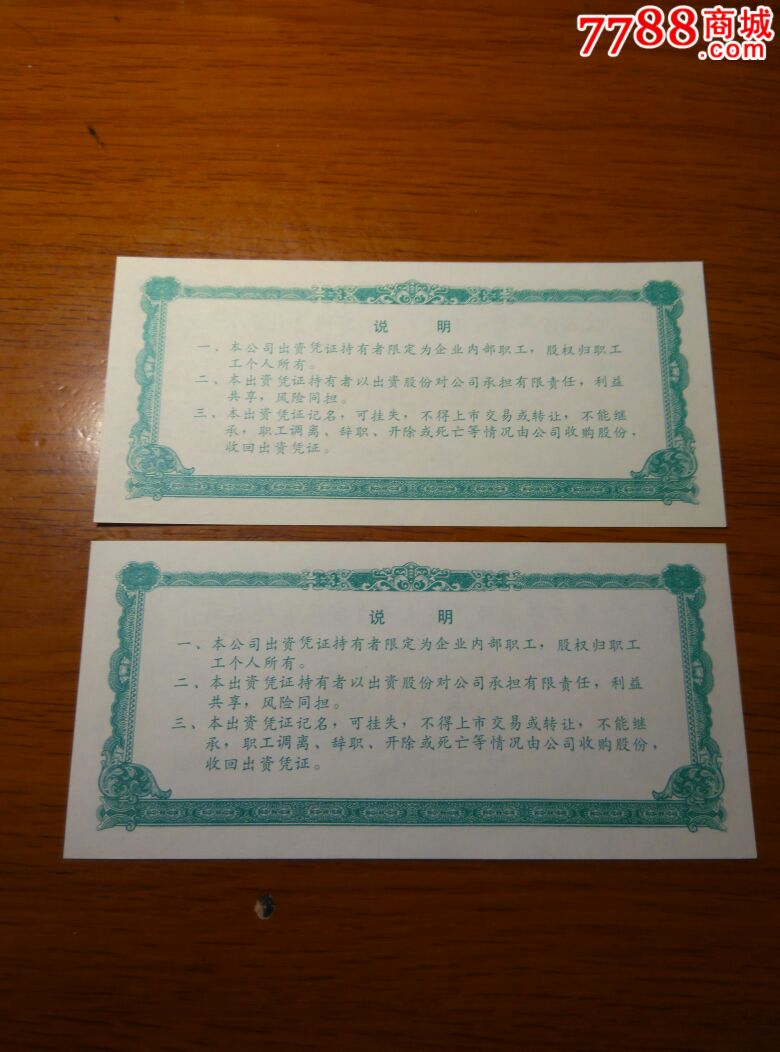 7788商城
.com
说 明
一、本公司出资凭证持有者限定为企业内部职工，股权归职工
工个人所有。
二、本出资凭证持有者以出资股份对公司承担有限责任，利益
共享，风险同担。
三、本出资凭证记名，可挂失，不得上市交易或转让，不能继
承，职工调离、辞职、开除或死亡等情况由公司收购股份，
收回出资凭证。
说 明
一、本公司出资凭证持有者限定为企业内部职工，股权归职工
工个人所有。
二、本出资凭证持有者以出资股份对公司承担有限责任，利益
共享，风险同担。
三、本出资凭证记名，可挂失，不得上市交易或转让，不能继
承，职工调离、辞职、开除或死亡等情况由公司收购股份，
收回出资凭证。